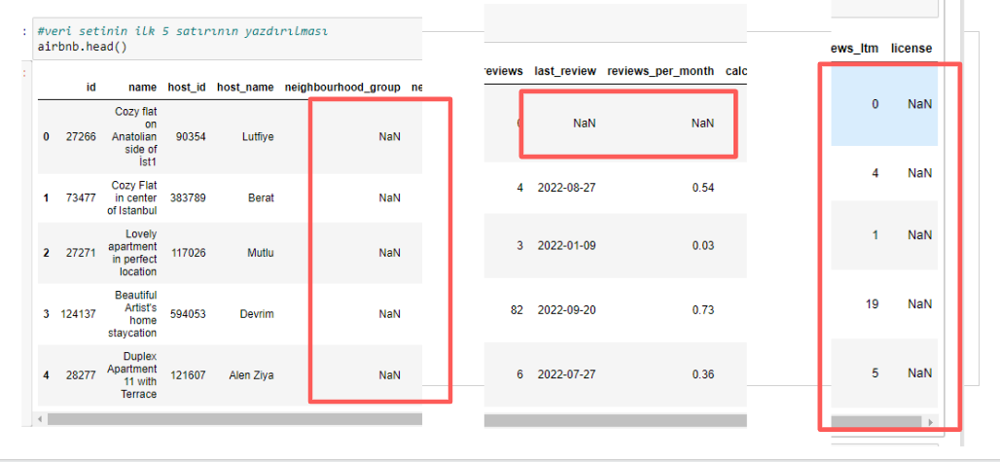 #veri setinin ilk 5 satırının yazdırılması
airbnb.head()
id name host_id host_name neighbourhood_group ne
0 27266 Cozy flat on Anatolian side of İst1 90354 Lutfiye NaN
1 73477 Cozy Flat in center of Istanbul 383789 Berat NaN
2 27271 Lovely apartment in perfect location 117026 Mutlu NaN
3 124137 Beautiful Artist's home staycation 594053 Devrim NaN
4 28277 Duplex Apartment 11 with Terrace 121607 Alen Ziya NaN
reviews last_review reviews_per_month calc
NaN NaN
4 2022-08-27 0.54
3 2022-01-09 0.03
82 2022-09-20 0.73
6 2022-07-27 0.36
ews_ltm license
0 NaN
4 NaN
1 NaN
19 NaN
5 NaN